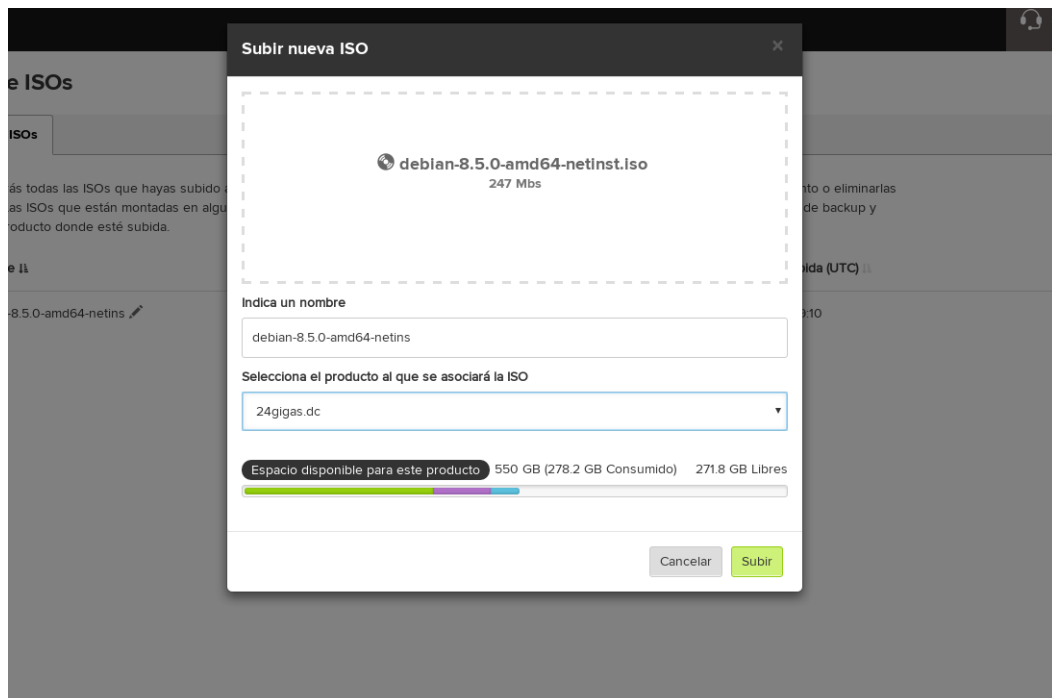 Subir nueva ISO
×
e ISOs
ISOs
debian-8.5.0-amd64-netinst.iso
247 Mbs
ás todas las ISOs que hayas subido a
nto o eliminarlas
as ISOs que están montadas en algu
de backup y
roducto donde esté subida.
e
bida (UTC)
Indica un nombre
-8.5.0-amd64-netins
9:10
debian-8.5.0-amd64-netins
Selecciona el producto al que se asociará la ISO
24gigas.dc
Espacio disponible para este producto 550 GB (278.2 GB Consumido) 271.8 GB Libres
Cancelar Subir